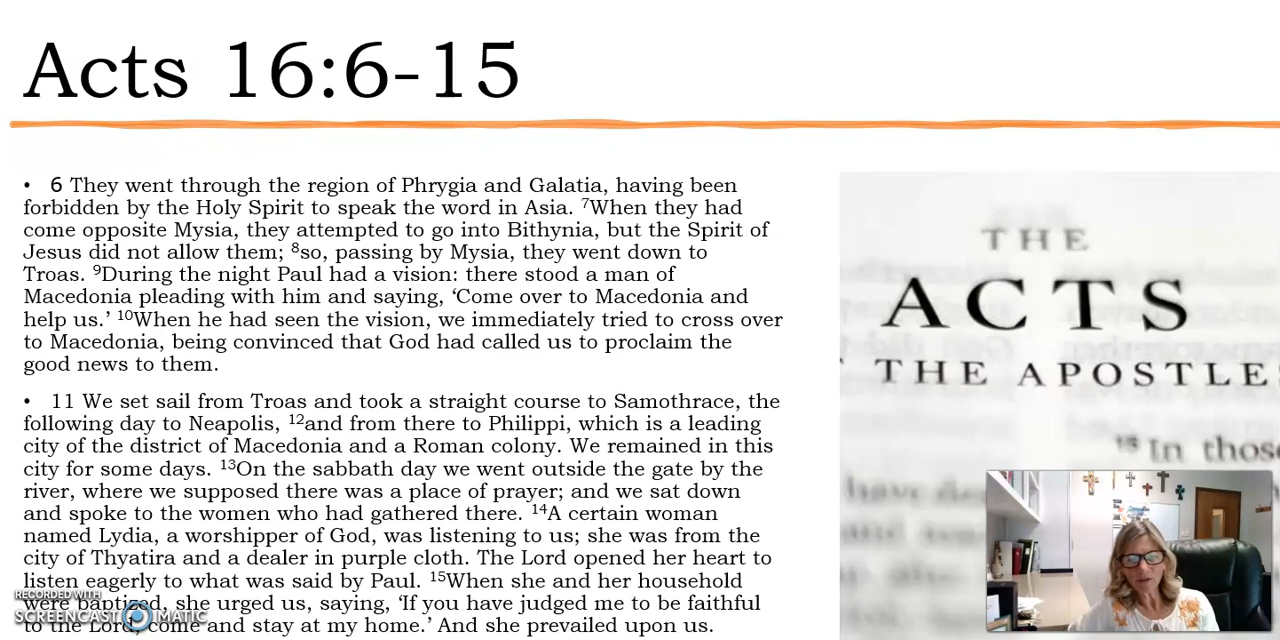 Acts 16:6-15
• 6 They went through the region of Phrygia and Galatia, having been
forbidden by the Holy Spirit to speak the word in Asia. ⁷When they had
come opposite Mysia, they attempted to go into Bithynia, but the Spirit of
Jesus did not allow them; ⁸so, passing by Mysia, they went down to
Troas. ⁹During the night Paul had a vision: there stood a man of
Macedonia pleading with him and saying, ‘Come over to Macedonia and
help us.’ ¹⁰When he had seen the vision, we immediately tried to cross over
to Macedonia, being convinced that God had called us to proclaim the
good news to them.
• 11 We set sail from Troas and took a straight course to Samothrace, the
following day to Neapolis, ¹²and from there to Philippi, which is a leading
city of the district of Macedonia and a Roman colony. We remained in this
city for some days. ¹³On the sabbath day we went outside the gate by the
river, where we supposed there was a place of prayer; and we sat down
and spoke to the women who had gathered there. ¹⁴A certain woman
named Lydia, a worshipper of God, was listening to us; she was from the
city of Thyatira and a dealer in purple cloth. The Lord opened her heart to
listen eagerly to what was said by Paul. ¹⁵When she and her household
were baptized, she urged us, saying, ‘If you have judged me to be faithful
to the Lord, come and stay at my home.’ And she prevailed upon us.
THE
ACTS
THE APOSTLES
¹⁵ In those
have
and
RECORDED WITH
SCREENCAST MATIC